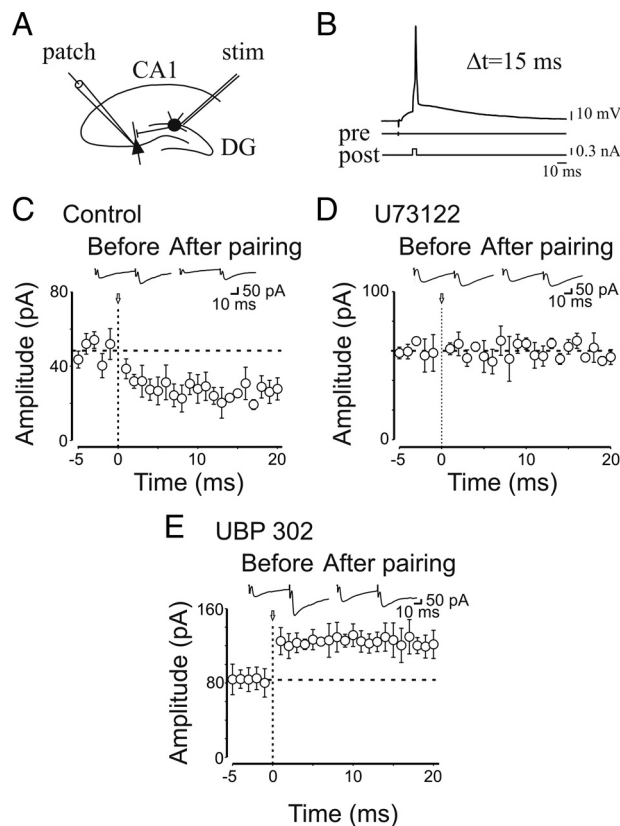 A
patch
CA1
stim
DG
B
Δt=15 ms
10 mV
pre
post
0.3 nA
10 ms
C Control
Before After pairing
50 pA
10 ms
Amplitude (pA)
80
40
0
-5 0 10 20
Time (ms)
D U73122
Before After pairing
50 pA
10 ms
Amplitude (pA)
100
60
0
-5 0 10 20
Time (ms)
E UBP 302
Before After pairing
50 pA
10 ms
Amplitude (pA)
160
80
0
-5 0 10 20
Time (ms)